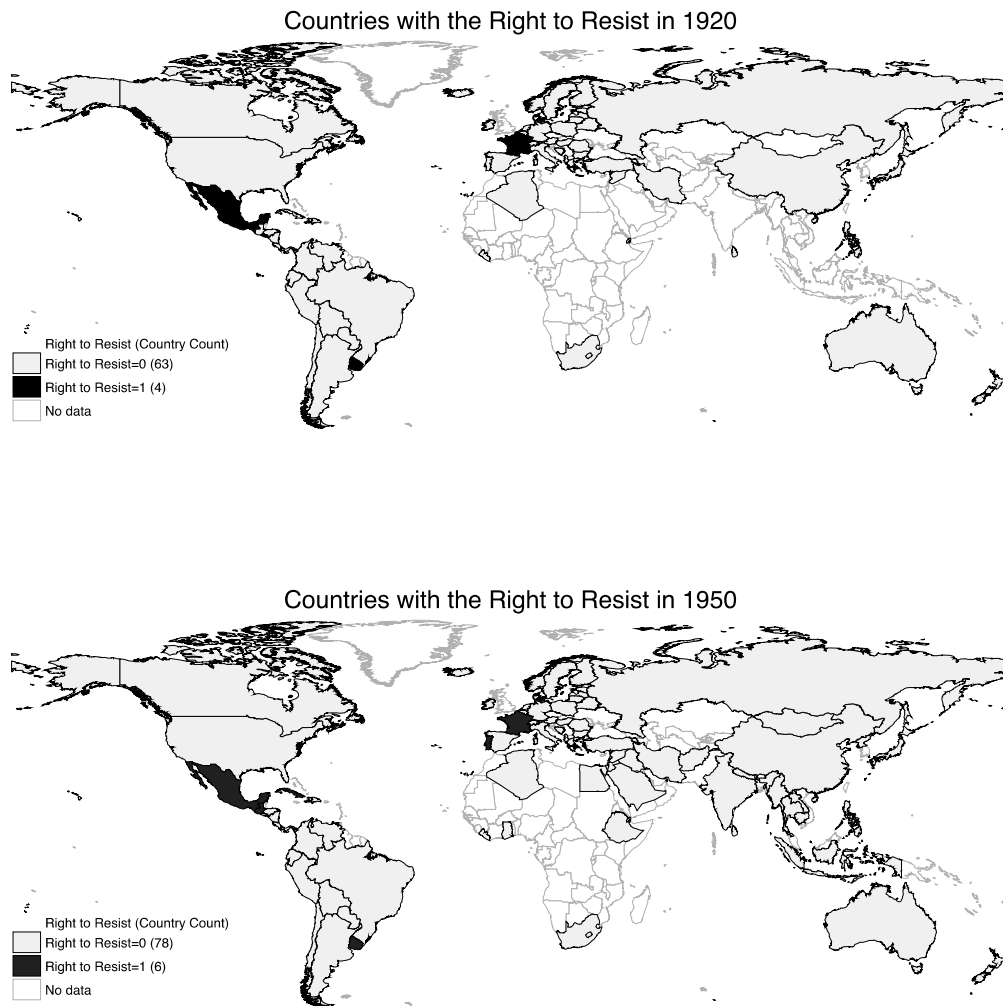 Countries with the Right to Resist in 1920
Right to Resist (Country Count)
Right to Resist=0 (63)
Right to Resist=1 (4)
No data
Countries with the Right to Resist in 1950
Right to Resist (Country Count)
Right to Resist=0 (78)
Right to Resist=1 (6)
No data